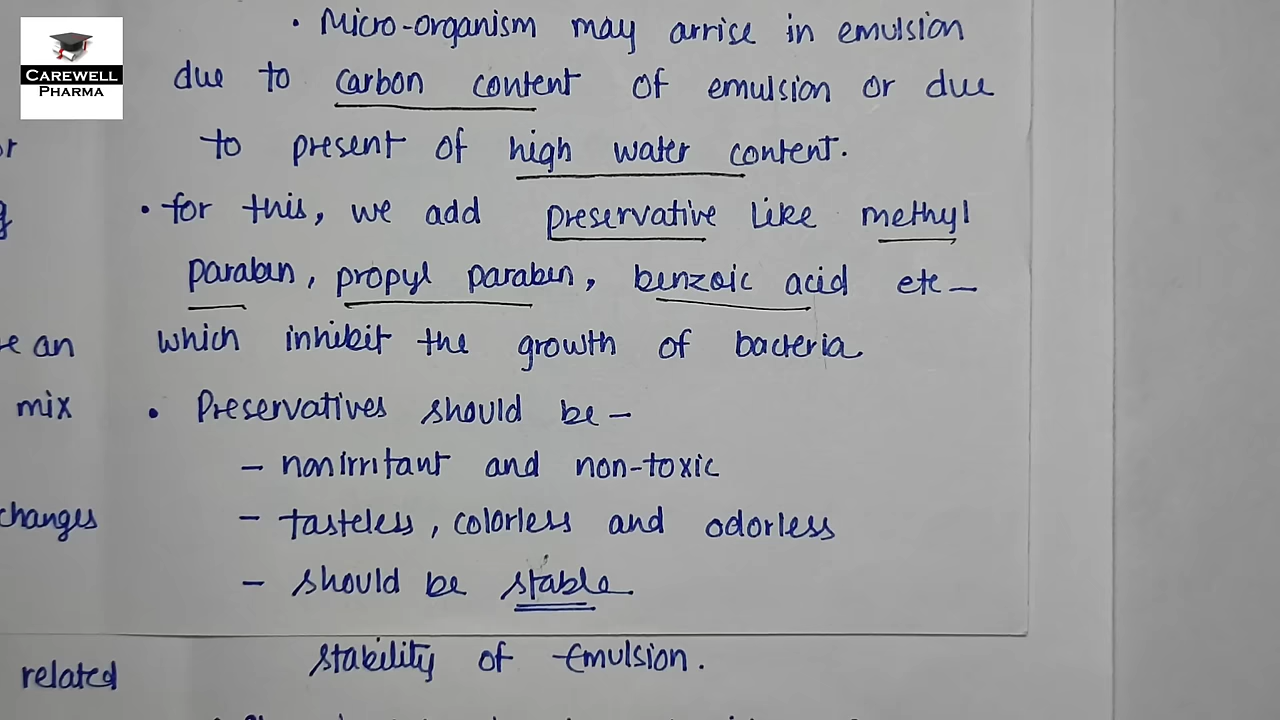 CAREWELL
PHARMA
• Micro-organism may arrise in emulsion
due to carbon content of emulsion or due
to present of high water content.
• for this, we add preservative like methyl
paraben, propyl paraben, benzoic acid etc-
which inhibit the growth of bacteria.
• Preservatives should be -
- nonirritant and non-toxic
- tasteless, colorless and odorless
- should be stable.
stability of Emulsion.
an
mix
changes
related